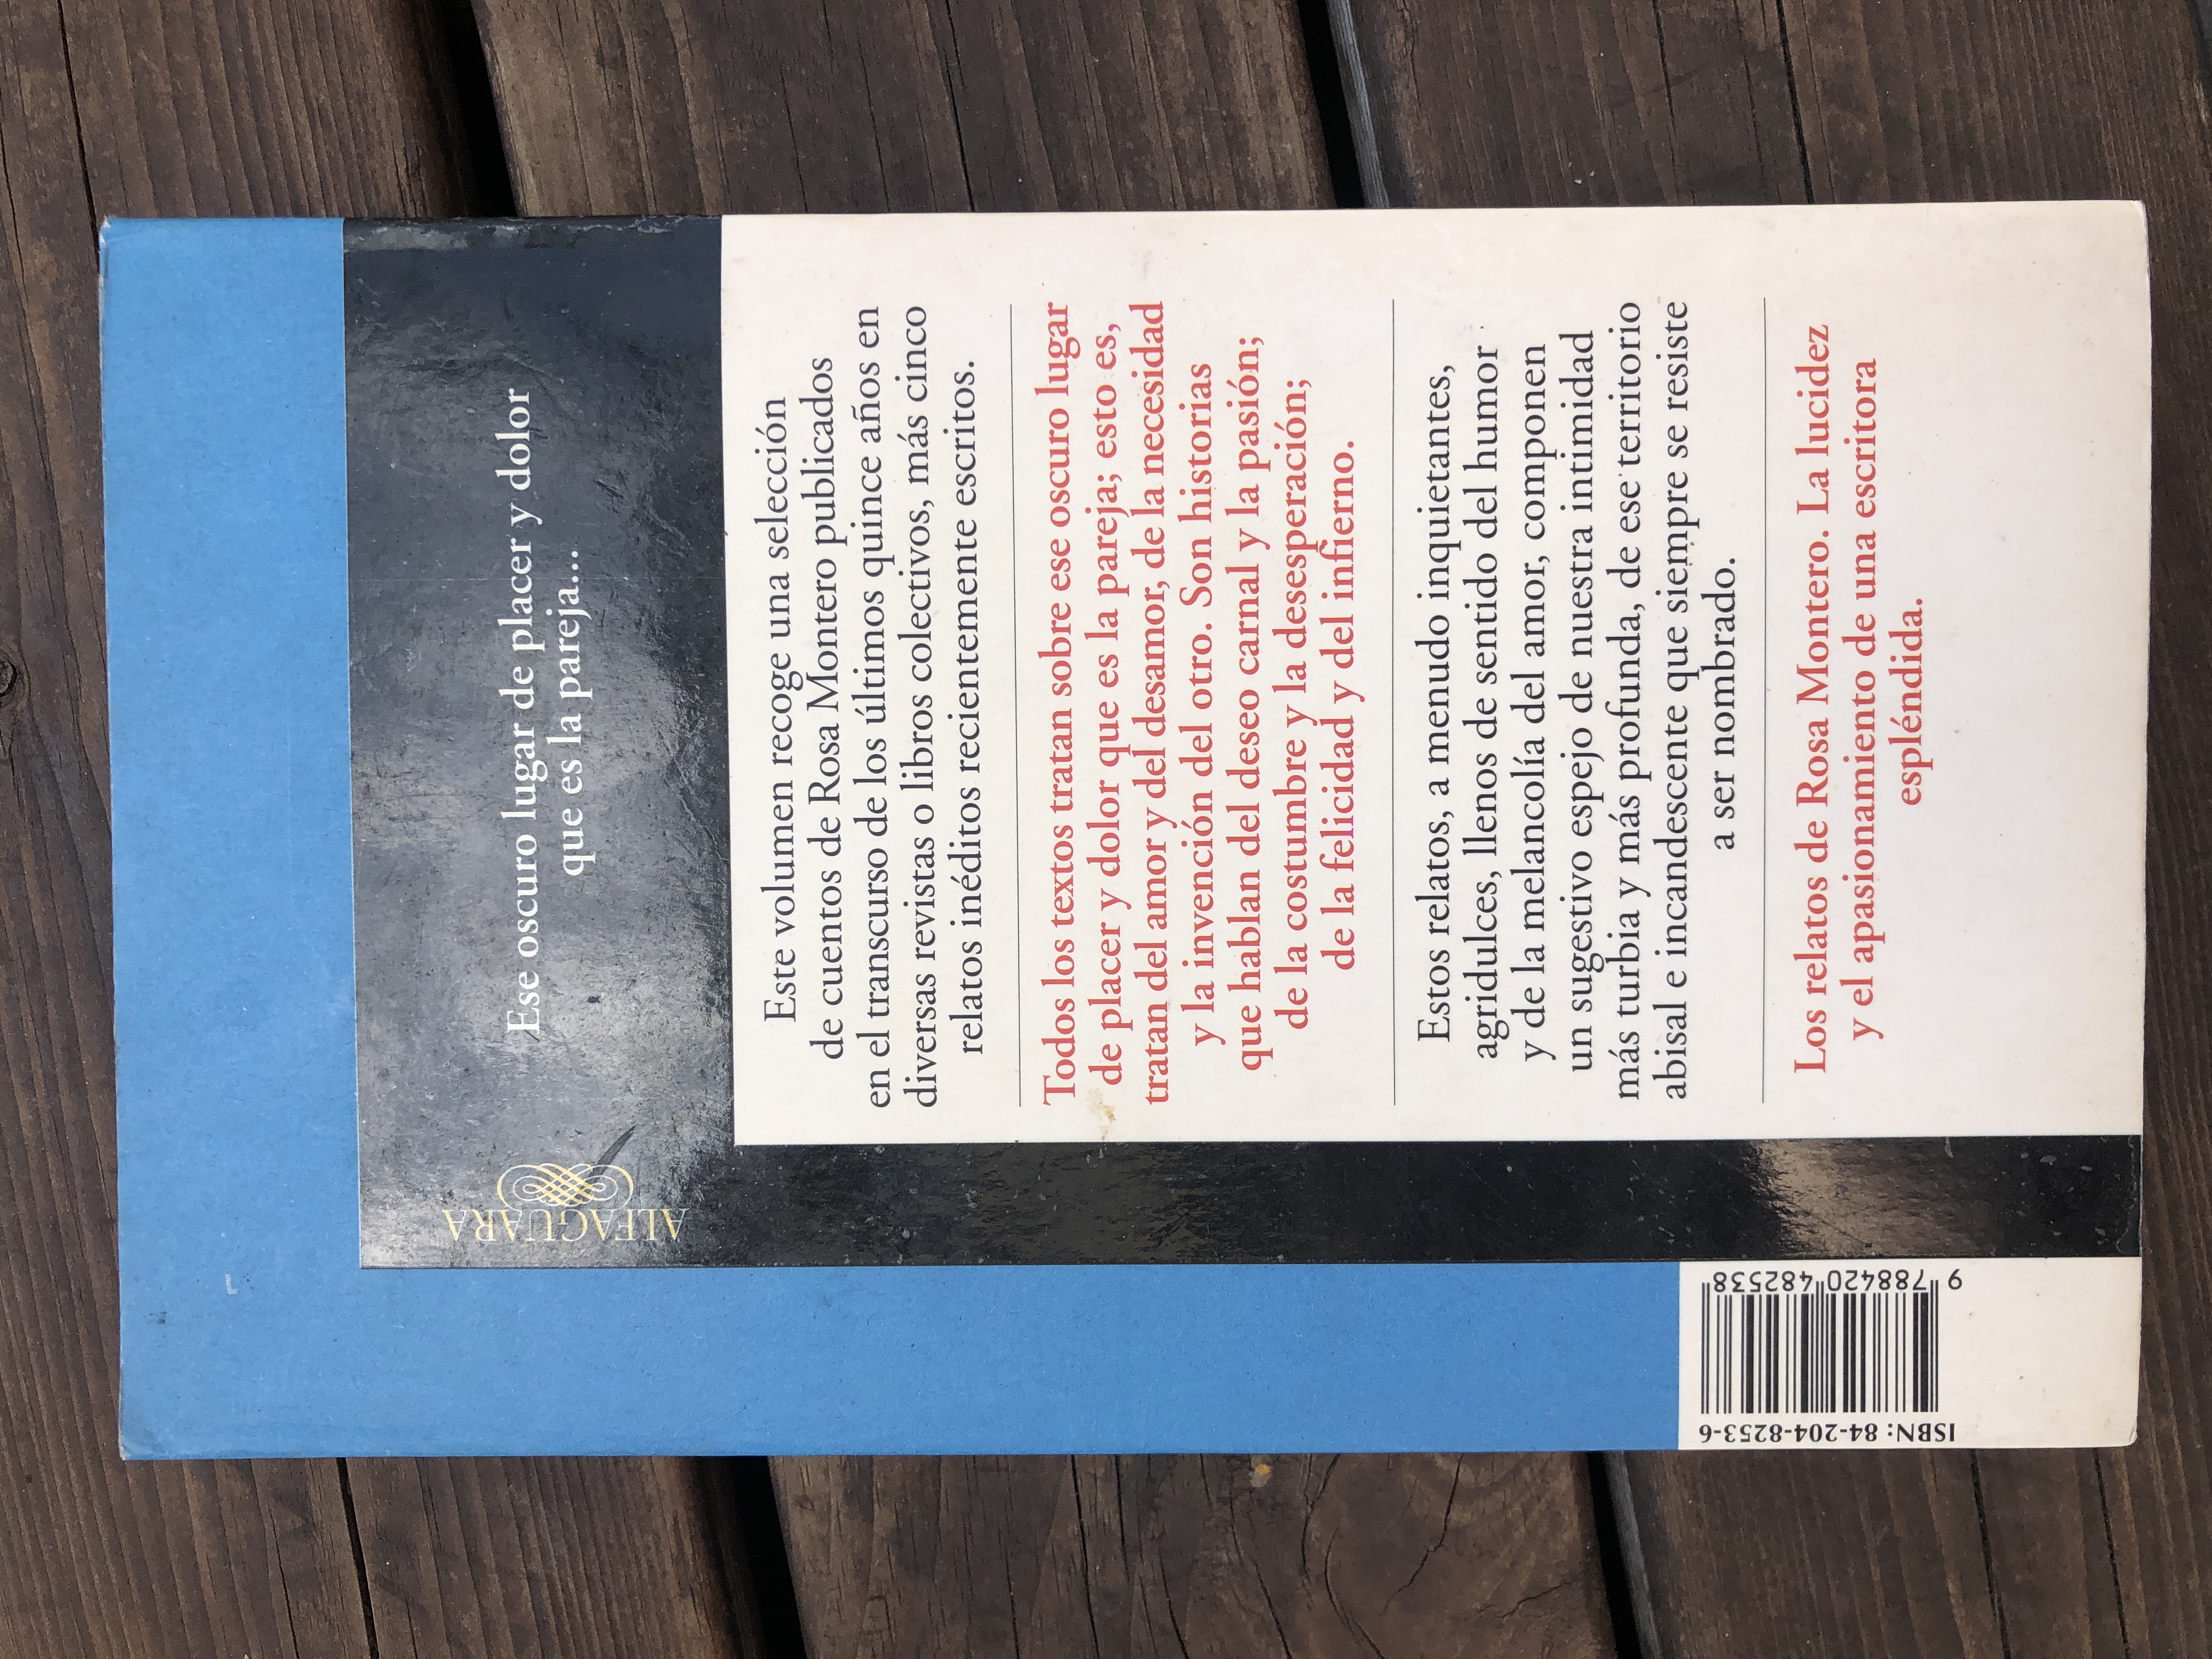 ALFAGUARA
Ese oscuro lugar de placer y dolor
que es la pareja...
Este volumen recoge una selección
de cuentos de Rosa Montero publicados
en el transcurso de los últimos quince años en
diversas revistas o libros colectivos, más cinco
relatos inéditos recientemente escritos.
Todos los textos tratan sobre ese oscuro lugar
de placer y dolor que es la pareja; esto es,
tratan del amor y del desamor, de la necesidad
y la invención del otro. Son historias
que hablan del deseo carnal y la pasión;
de la costumbre y la desesperación;
de la felicidad y del infierno.
Estos relatos, a menudo inquietantes,
agridulces, llenos de sentido del humor
y de la melancolía del amor, componen
un sugestivo espejo de nuestra intimidad
más turbia y más profunda, de ese territorio
abisal e incandescente que siempre se resiste
a ser nombrado.
Los relatos de Rosa Montero. La lucidez
y el apasionamiento de una escritora
espléndida.
ISBN: 84-204-8253-6
9 788420 482538